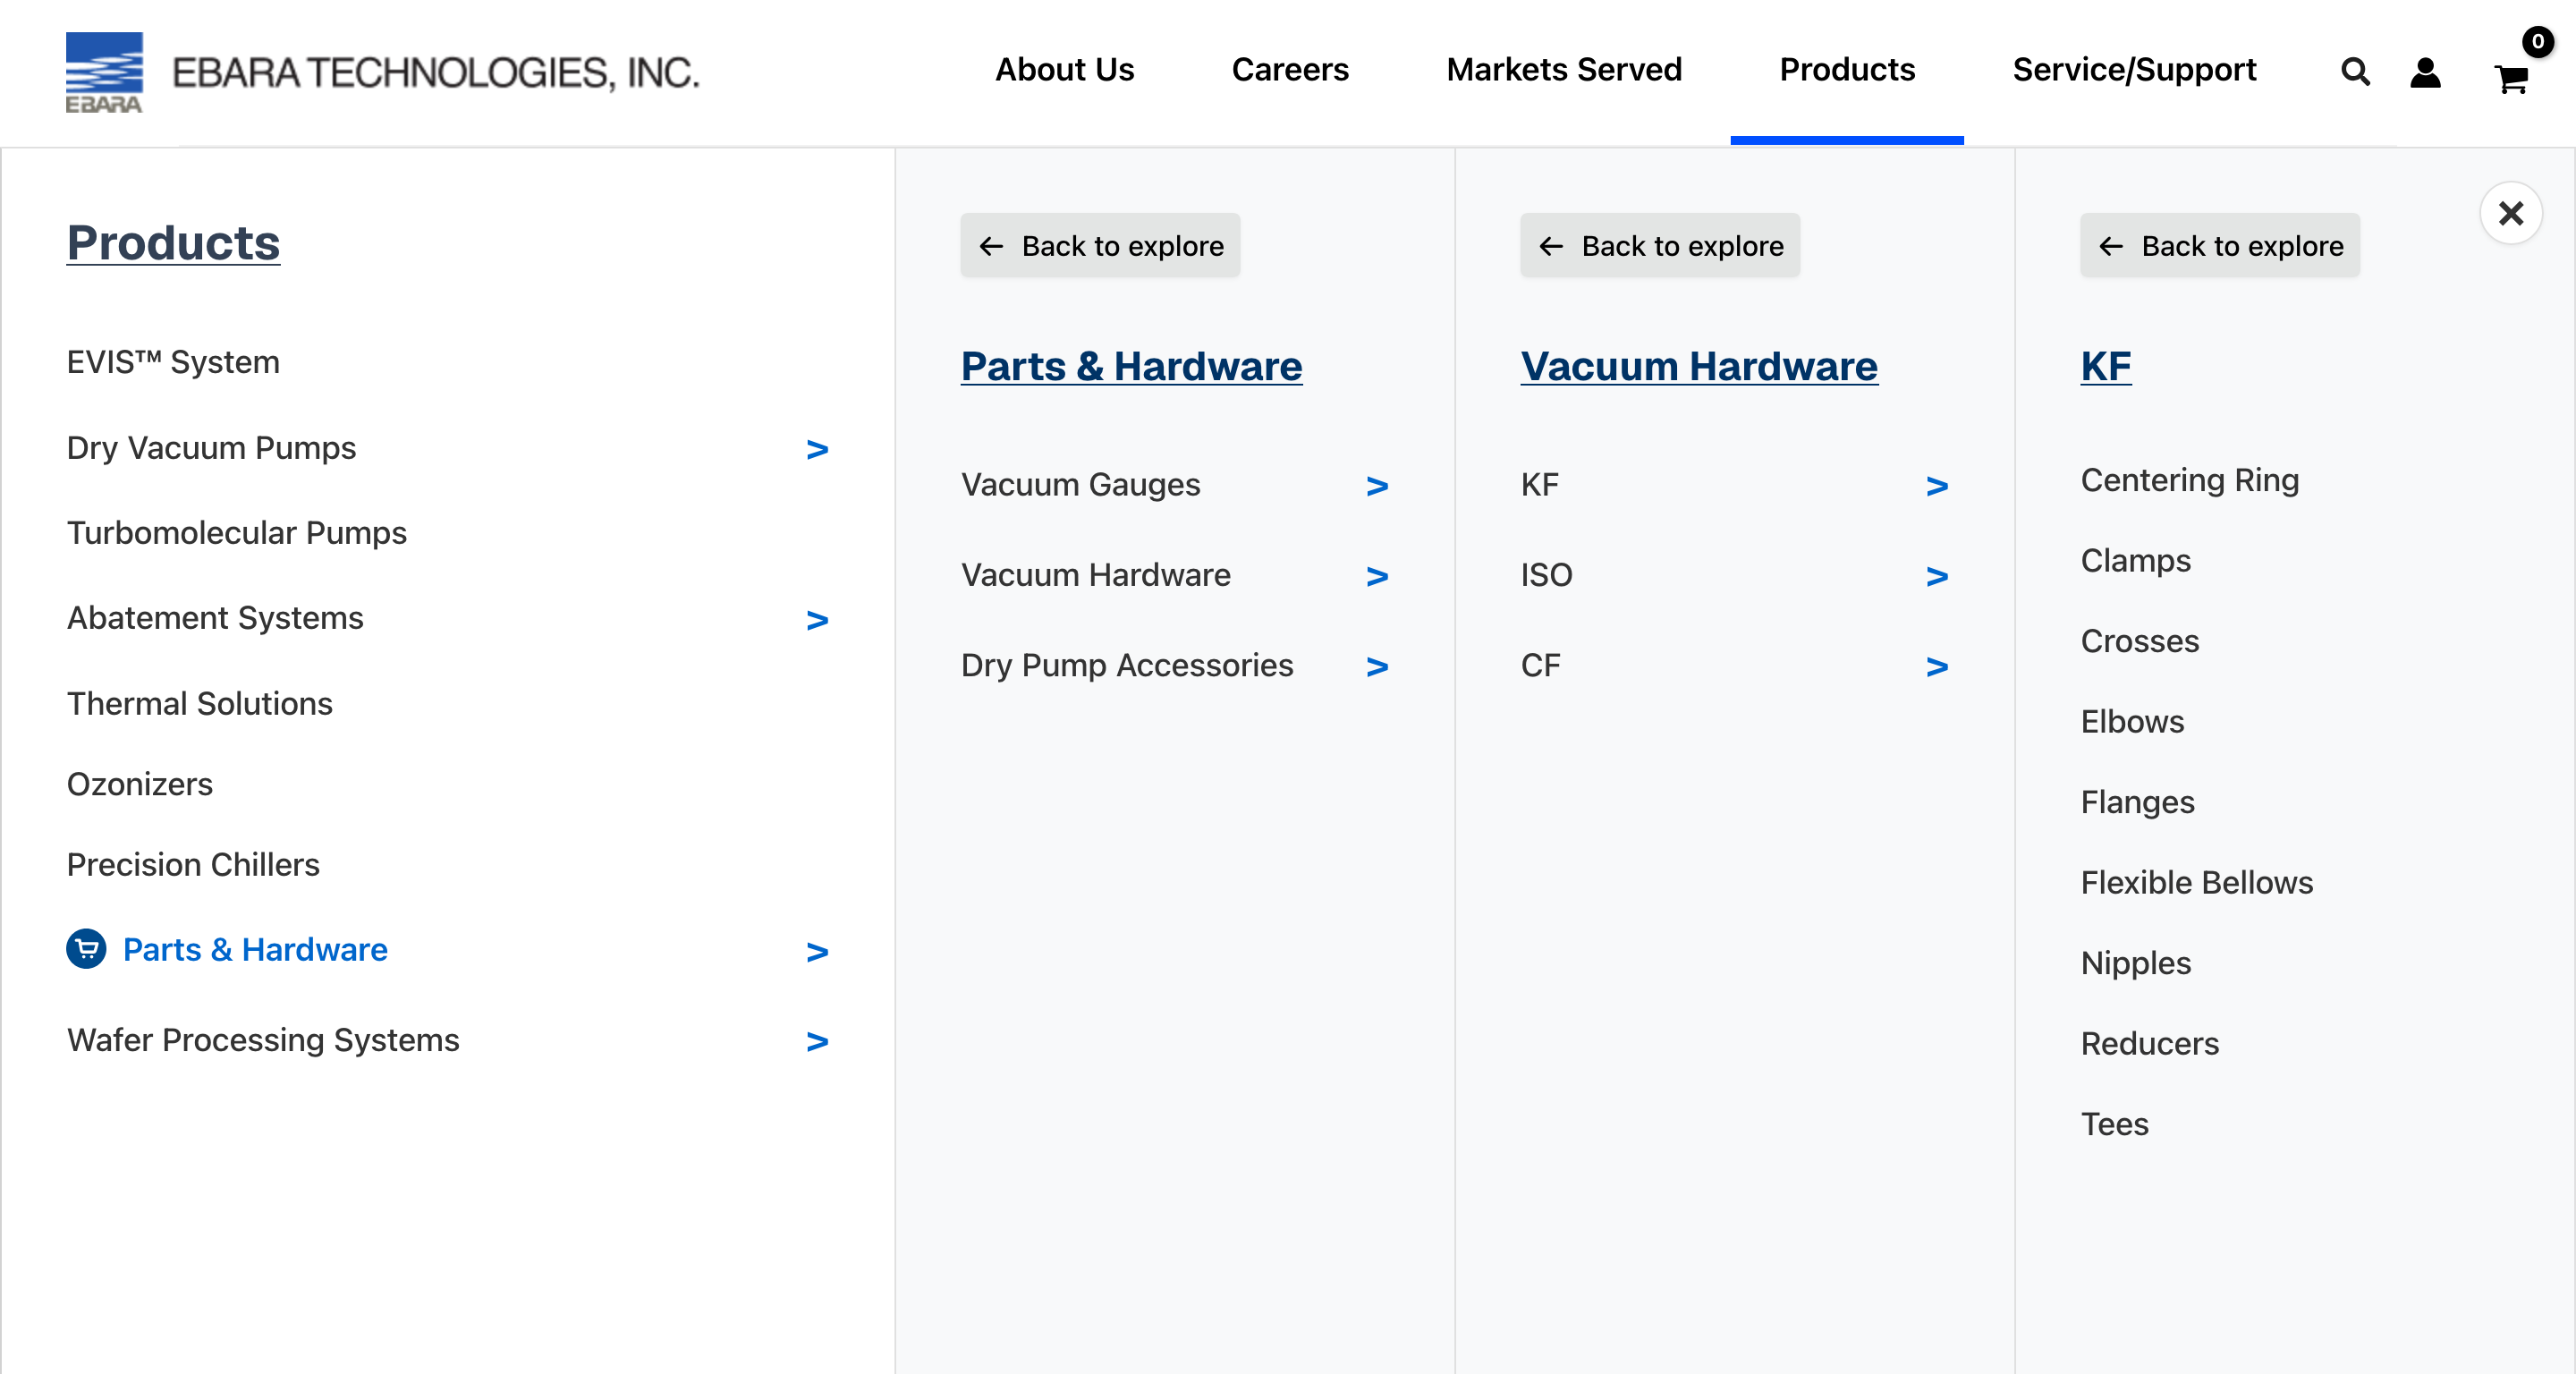 EBARA
EBARA TECHNOLOGIES, INC.
About Us
Careers
Markets Served
Products
Service/Support
0
Products
EVIS™ System
Dry Vacuum Pumps >
Turbomolecular Pumps
Abatement Systems >
Thermal Solutions
Ozonizers
Precision Chillers
Parts & Hardware >
Wafer Processing Systems >
← Back to explore
Parts & Hardware
Vacuum Gauges >
Vacuum Hardware >
Dry Pump Accessories >
← Back to explore
Vacuum Hardware
KF >
ISO >
CF >
← Back to explore
KF
Centering Ring
Clamps
Crosses
Elbows
Flanges
Flexible Bellows
Nipples
Reducers
Tees